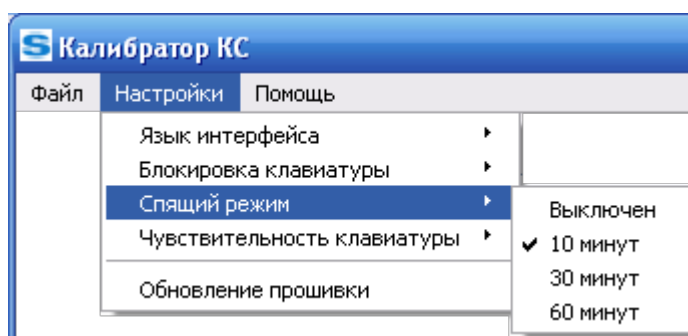 S Калибратор КС
Файл Настройки Помощь
Язык интерфейса
Блокировка клавиатуры
Спящий режим
Чувствительность клавиатуры
Обновление прошивки
Выключен
10 минут
30 минут
60 минут